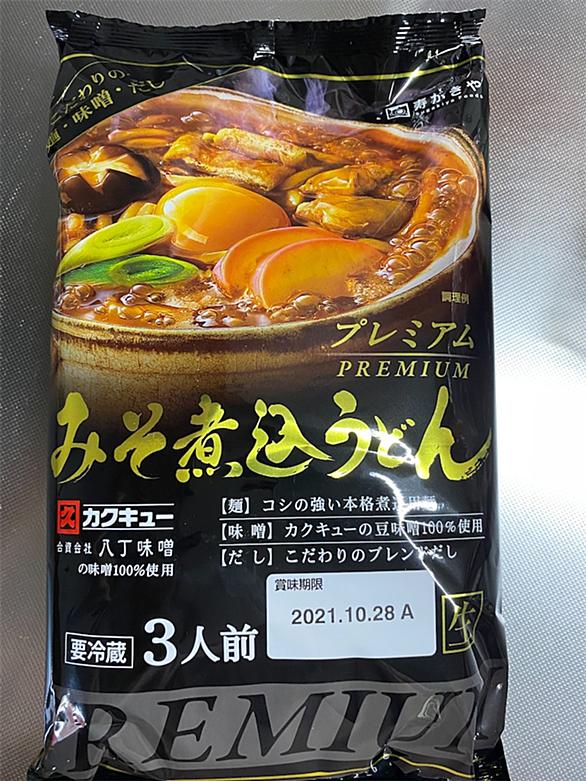 こだわりの
麺・味噌・だし
寿がきや
調理例
プレミアム
PREMIUM
みそ煮込うどん
久 カクキュー
合資会社 八丁味噌
の味噌100%使用
【麺】コシの強い本格煮込用麺
【味噌】カクキューの豆味噌100%使用
【だし】こだわりのブレンドだし
賞味期限
2021.10.28 A
要冷蔵
3人前
生
PREMIUM